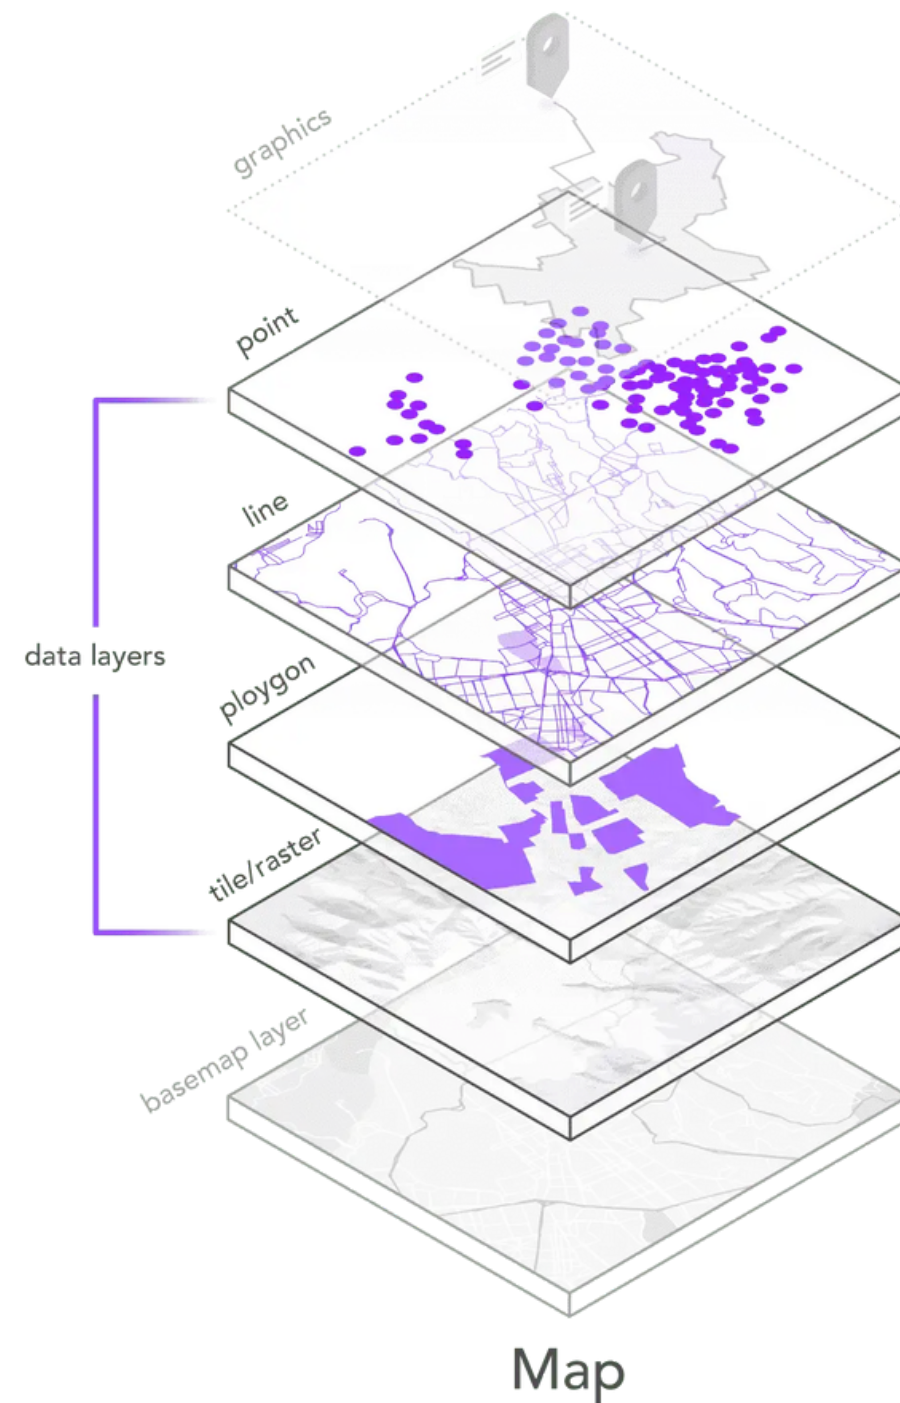 graphics
point
line
data layers
ploygon
tile/raster
basemap layer
Map